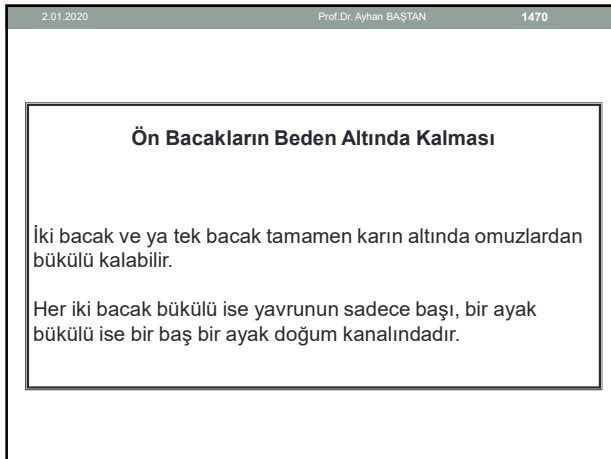 2.01.2020 Prof.Dr. Ayhan BAŞTAN 1470
Ön Bacakların Beden Altında Kalması
İki bacak ve ya tek bacak tamamen karın altında omuzlardan
bükülü kalabilir.
Her iki bacak bükülü ise yavrunun sadece başı, bir ayak
bükülü ise bir baş bir ayak doğum kanalındadır.